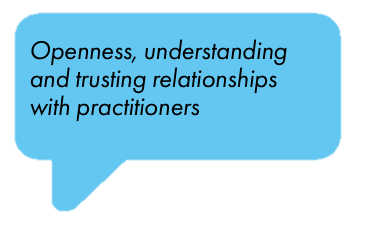 Openness, understanding
and trusting relationships
with practitioners